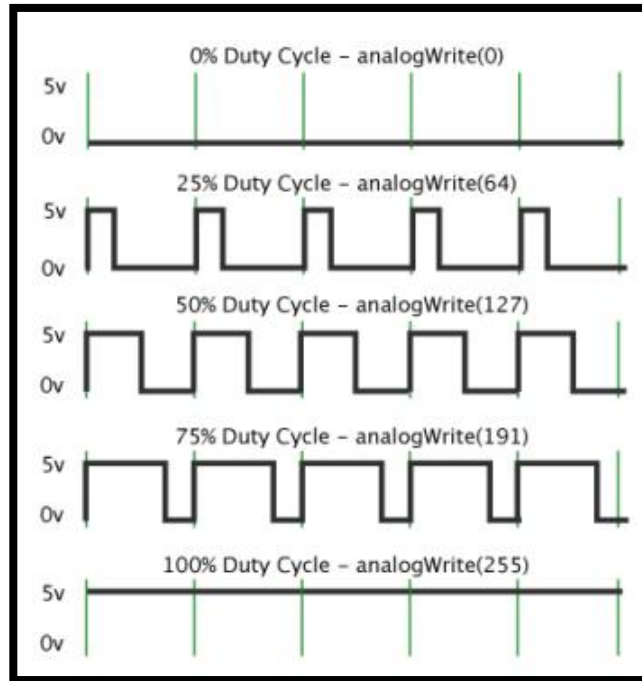 0% Duty Cycle – analogWrite(0)
5v
0v
25% Duty Cycle – analogWrite(64)
5v
0v
50% Duty Cycle – analogWrite(127)
5v
0v
75% Duty Cycle – analogWrite(191)
5v
0v
100% Duty Cycle – analogWrite(255)
5v
0v